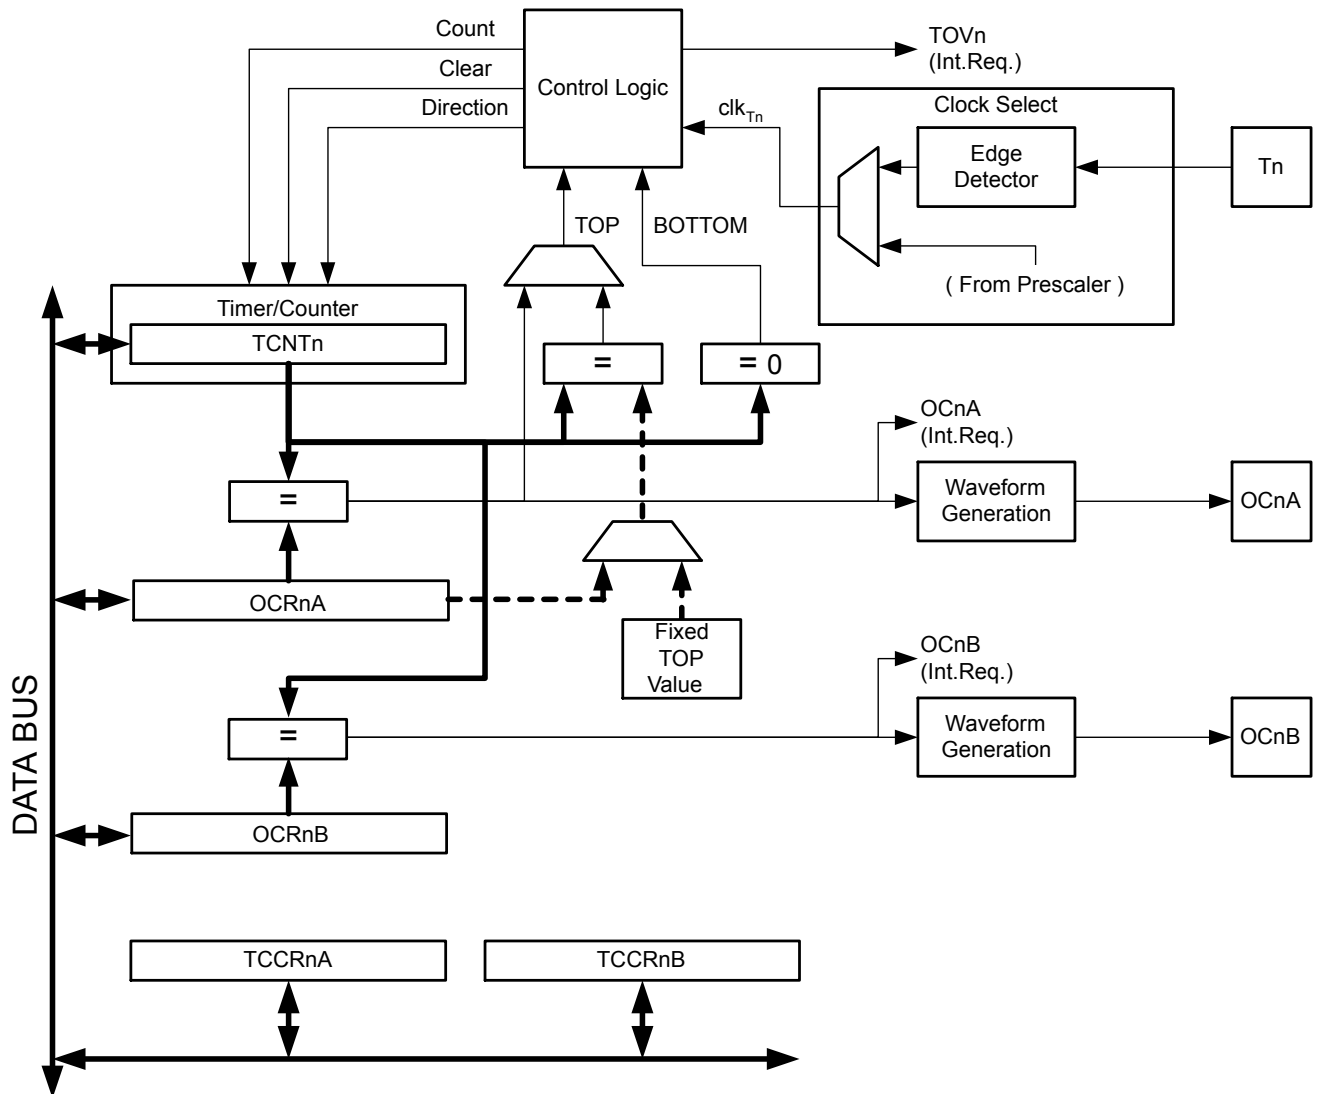 Count
Clear
Direction
Control Logic
TOVn
(Int.Req.)
clkTn
Clock Select
Edge
Detector
Tn
( From Prescaler )
TOP
BOTTOM
Timer/Counter
TCNTn
=
= 0
OCnA
(Int.Req.)
=
Waveform
Generation
OCnA
OCRnA
Fixed
TOP
Value
OCnB
(Int.Req.)
=
Waveform
Generation
OCnB
OCRnB
DATA BUS
TCCRnA
TCCRnB